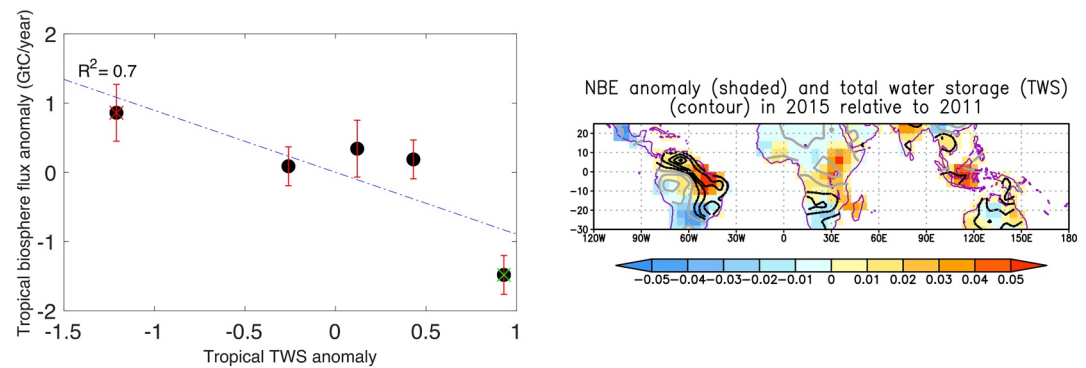 Tropical biosphere flux anomaly (GtC/year)
2
1
0
-1
-2
R²= 0.7
-1.5 -1 -0.5 0 0.5 1
Tropical TWS anomaly
NBE anomaly (shaded) and total water storage (TWS)
(contour) in 2015 relative to 2011
20
10
0
-10
-20
-30
120W 90W 60W 30W 0 30E 60E 90E 120E 150E 180
-0.05-0.04-0.03-0.02-0.01 0 0.01 0.02 0.03 0.04 0.05